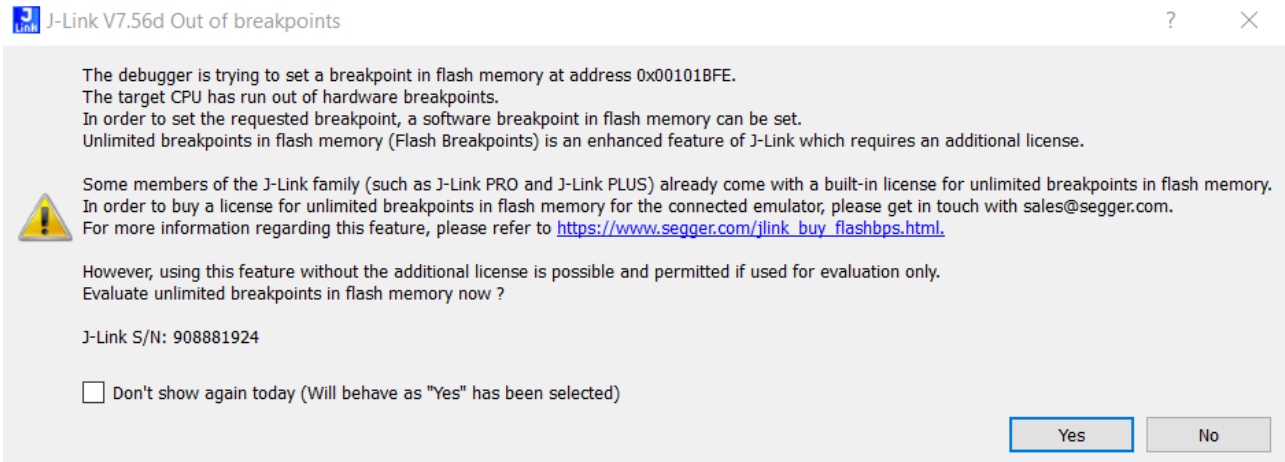 J-Link V7.56d Out of breakpoints
?
The debugger is trying to set a breakpoint in flash memory at address 0x00101BFE.
The target CPU has run out of hardware breakpoints.
In order to set the requested breakpoint, a software breakpoint in flash memory can be set.
Unlimited breakpoints in flash memory (Flash Breakpoints) is an enhanced feature of J-Link which requires an additional license.
Some members of the J-Link family (such as J-Link PRO and J-Link PLUS) already come with a built-in license for unlimited breakpoints in flash memory.
In order to buy a license for unlimited breakpoints in flash memory for the connected emulator, please get in touch with sales@segger.com.
For more information regarding this feature, please refer to https://www.segger.com/jlink_buy_flashbps.html.
However, using this feature without the additional license is possible and permitted if used for evaluation only.
Evaluate unlimited breakpoints in flash memory now ?
J-Link S/N: 908881924
Don't show again today (Will behave as "Yes" has been selected)
Yes
No